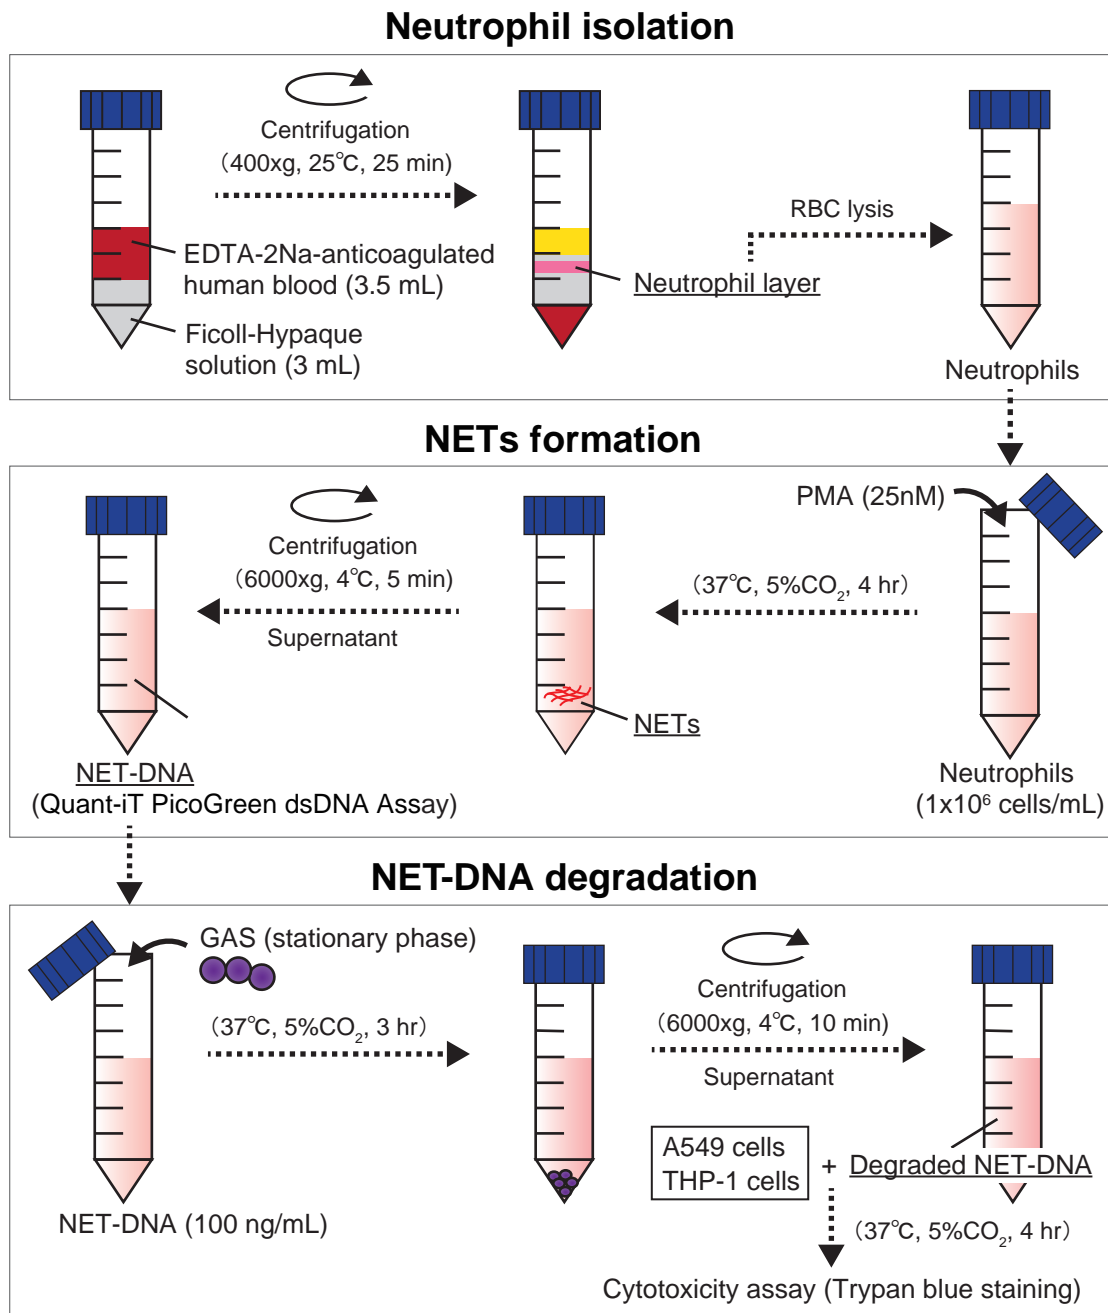 Neutrophil isolation
Centrifugation
(400xg, 25℃, 25 min)
EDTA-2Na-anticoagulated
human blood (3.5 mL)
Ficoll-Hypaque
solution (3 mL)
Neutrophil layer
RBC lysis
Neutrophils
NETs formation
PMA (25nM)
Neutrophils
(1x10⁶ cells/mL)
(37℃, 5%CO₂, 4 hr)
NETs
Centrifugation
(6000xg, 4℃, 5 min)
Supernatant
NET-DNA
(Quant-iT PicoGreen dsDNA Assay)
NET-DNA degradation
GAS (stationary phase)
(37℃, 5%CO₂, 3 hr)
NET-DNA (100 ng/mL)
Centrifugation
(6000xg, 4℃, 10 min)
Supernatant
A549 cells
THP-1 cells
+ Degraded NET-DNA
(37℃, 5%CO₂, 4 hr)
Cytotoxicity assay (Trypan blue staining)